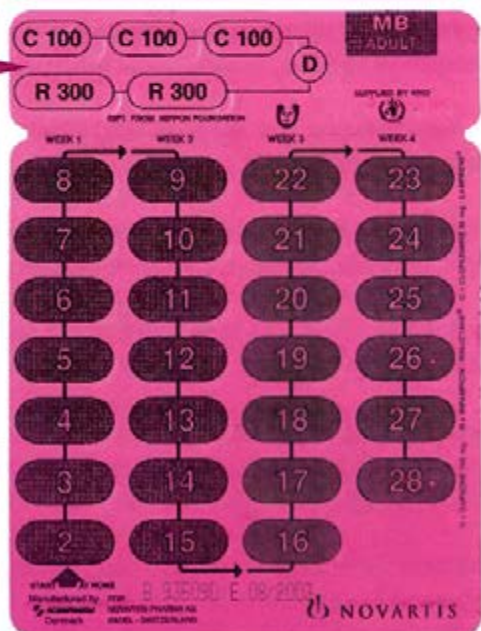 C 100 C 100 C 100
MB
ADULT
D
R 300 R 300
GIFT FROM NIPPON FOUNDATION
SUPPLIED BY WHO
WEEK 1 WEEK 2 WEEK 3 WEEK 4
8 9 22 23
7 10 21 24
6 11 20 25
5 12 19 26
4 13 18 27
3 14 17 28
2 15 16
START AT HOME
Manufactured by
NOVARTIS PHARMA AG
BASEL - SWITZERLAND
NOVARTIS